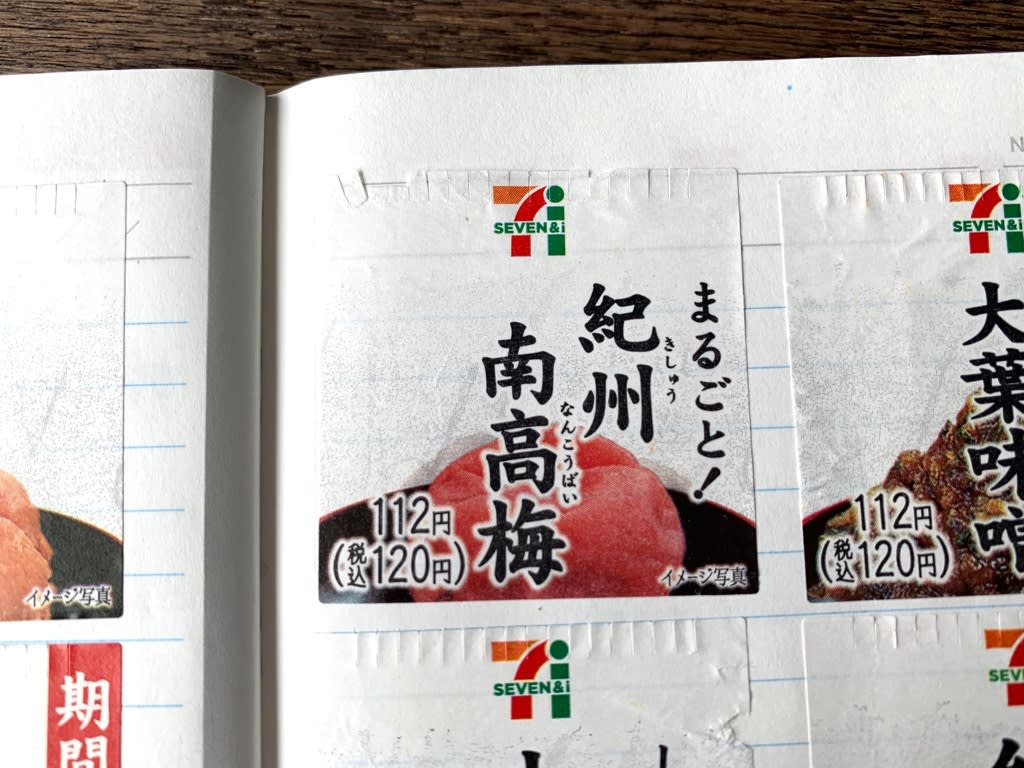 イメージ写真
期間
SEVEN&i
まるごと!
紀州
きしゅう
南高梅
なんこうばい
112円
(税込120円)
イメージ写真
SEVEN&i
大葉味噌
112円
(税込120円)
SEVEN&i